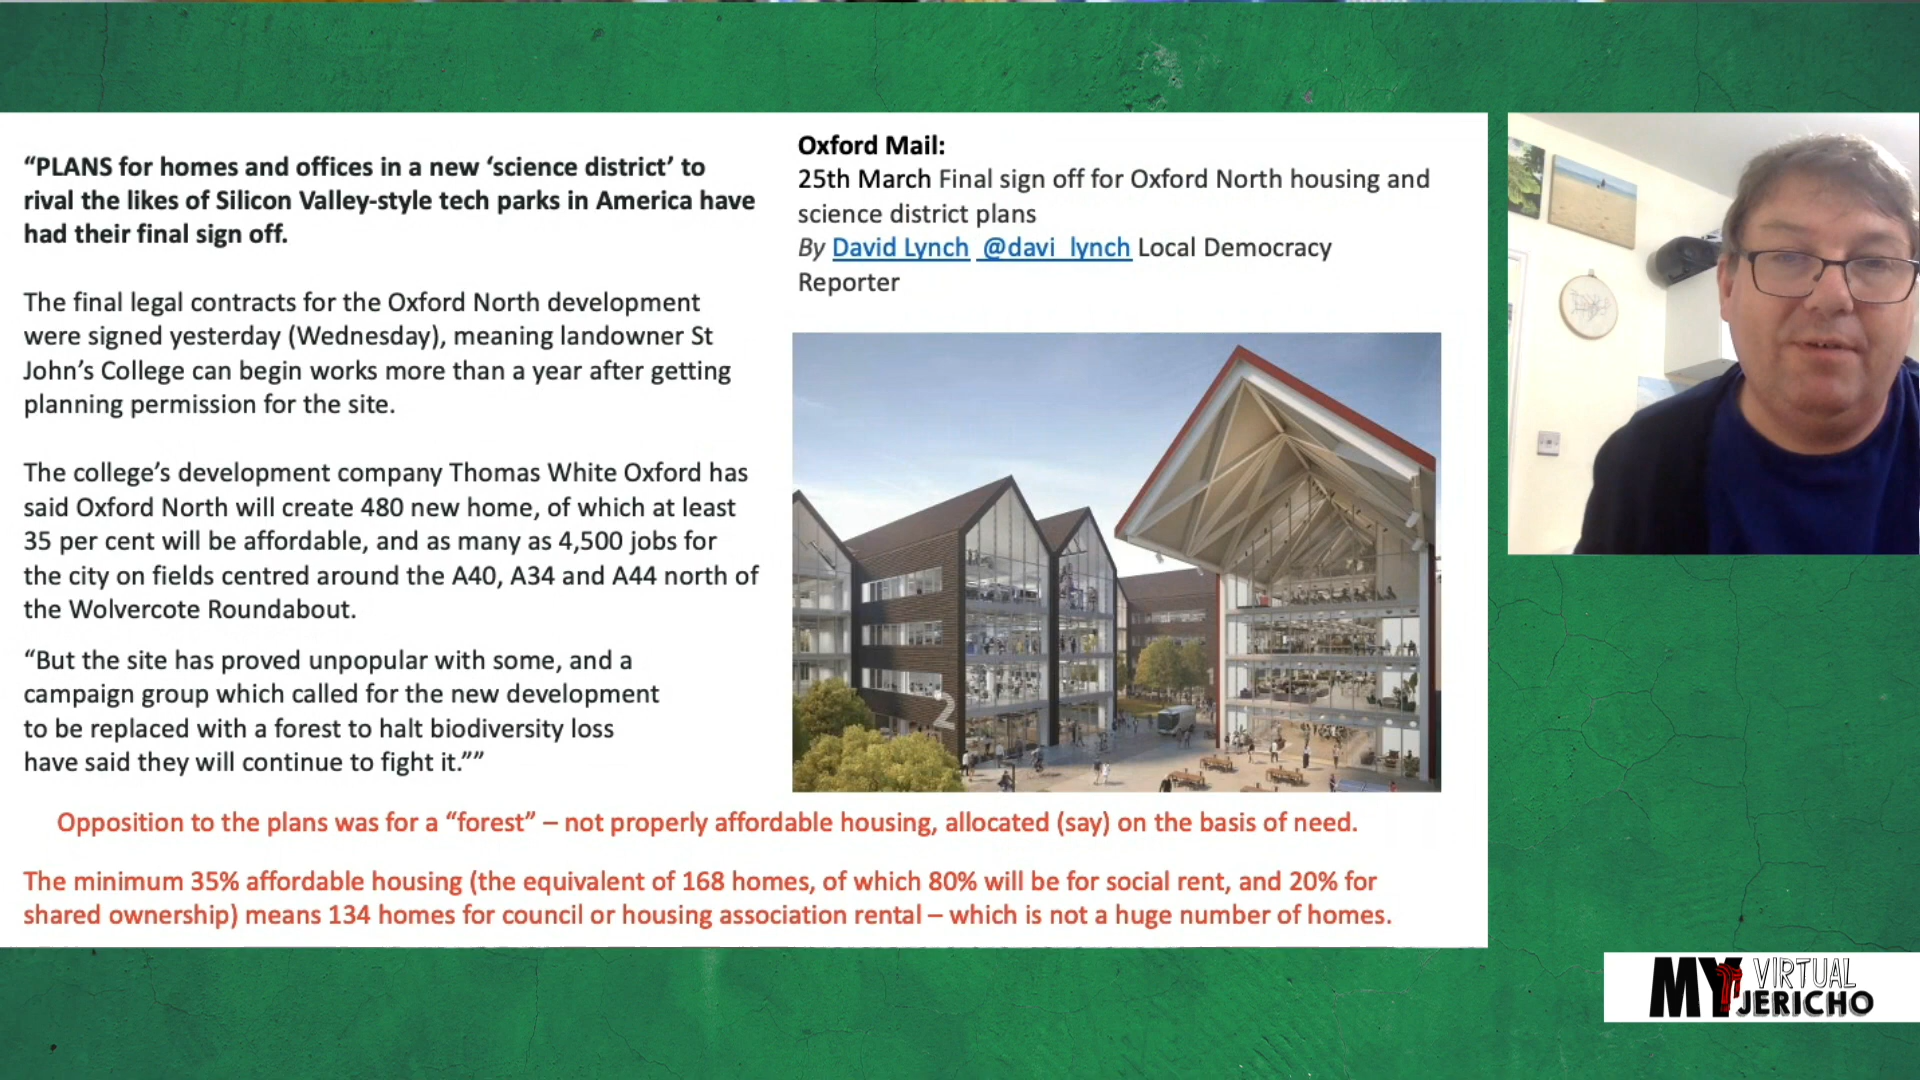 “PLANS for homes and offices in a new ‘science district’ to
rival the likes of Silicon Valley-style tech parks in America have
had their final sign off.
The final legal contracts for the Oxford North development
were signed yesterday (Wednesday), meaning landowner St
John’s College can begin works more than a year after getting
planning permission for the site.
The college’s development company Thomas White Oxford has
said Oxford North will create 480 new home, of which at least
35 per cent will be affordable, and as many as 4,500 jobs for
the city on fields centred around the A40, A34 and A44 north of
the Wolvercote Roundabout.
“But the site has proved unpopular with some, and a
campaign group which called for the new development
to be replaced with a forest to halt biodiversity loss
have said they will continue to fight it.””
Oxford Mail:
25th March Final sign off for Oxford North housing and
science district plans
By David Lynch @davi_lynch Local Democracy
Reporter
2
Opposition to the plans was for a “forest” – not properly affordable housing, allocated (say) on the basis of need.
The minimum 35% affordable housing (the equivalent of 168 homes, of which 80% will be for social rent, and 20% for
shared ownership) means 134 homes for council or housing association rental – which is not a huge number of homes.
MY VIRTUAL
JERICHO